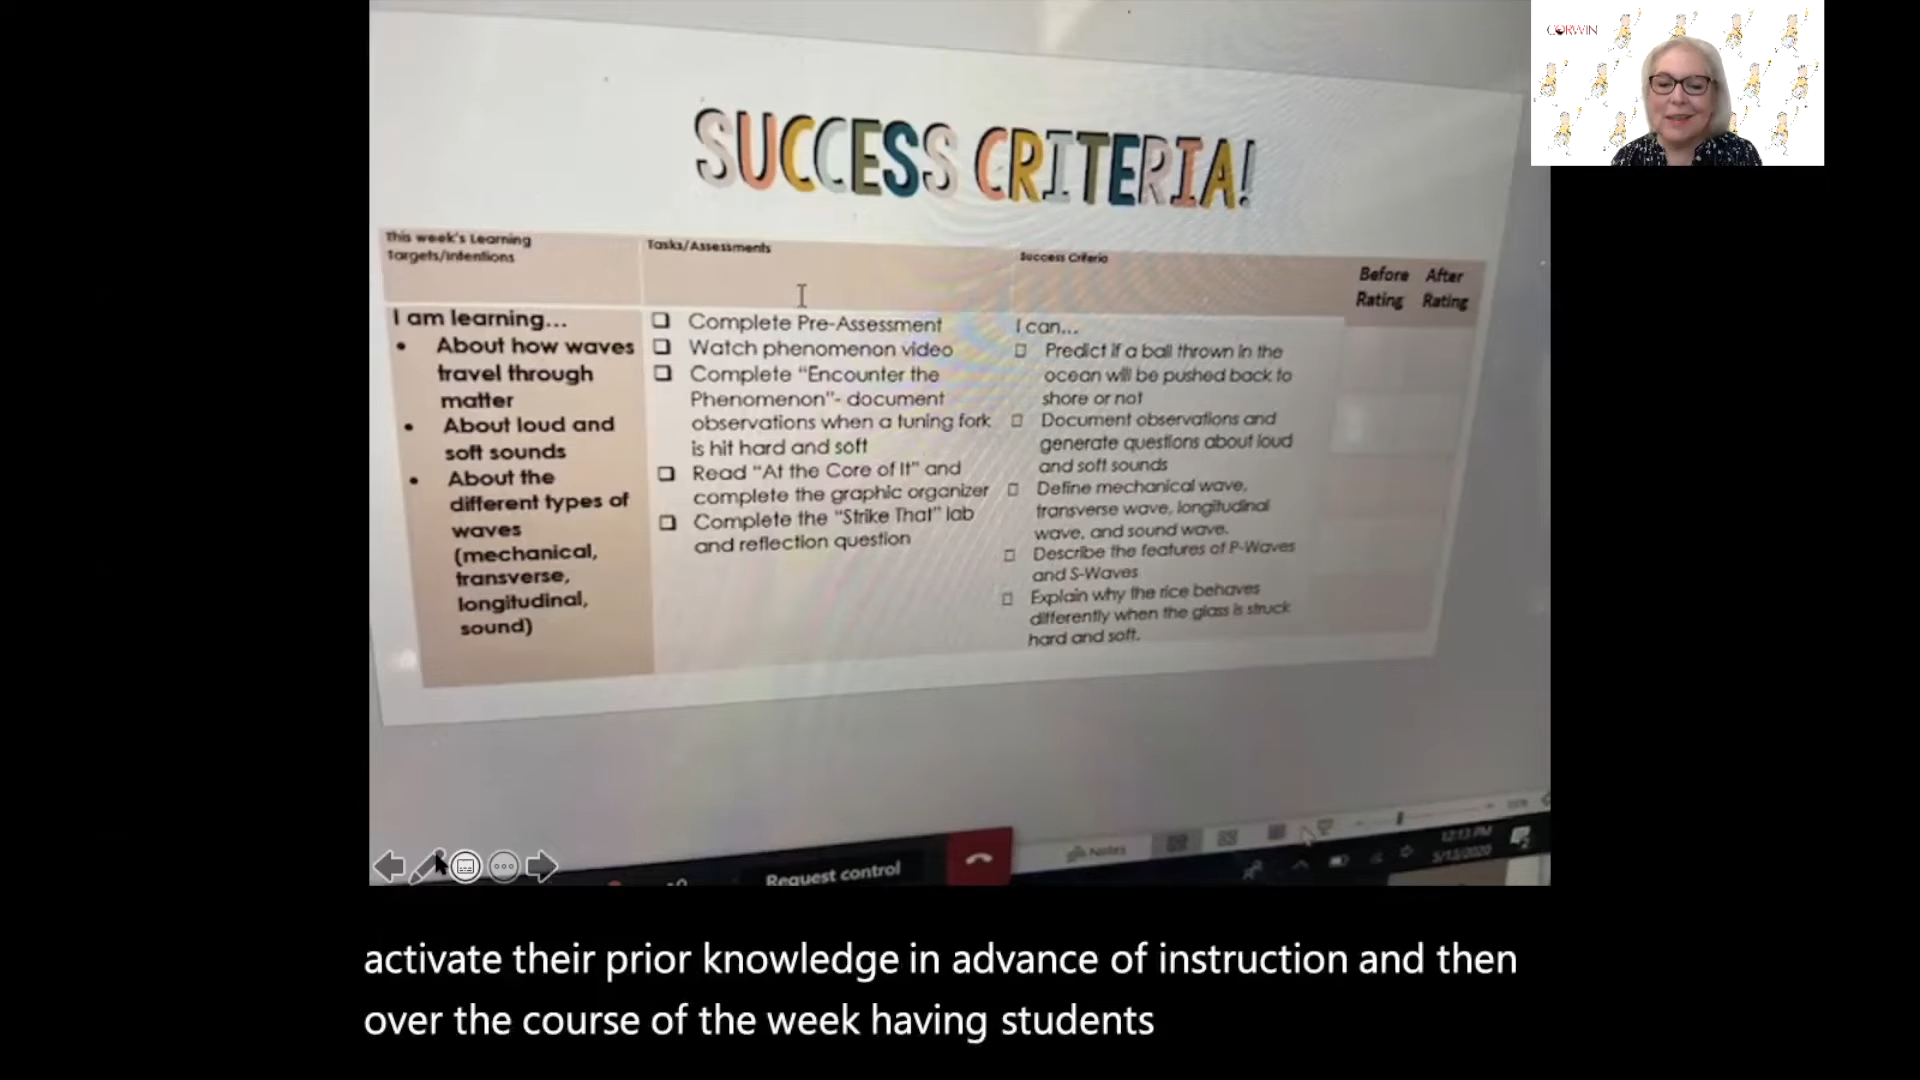 CORWIN
SUCCESS CRITERIA!
This week's Learning
Targets/Intentions
Tasks/Assessments
Success Criteria
Before
Rating
After
Rating
I am learning...
• About how waves
travel through
matter
• About loud and
soft sounds
• About the
different types of
waves
(mechanical,
transverse,
longitudinal,
sound)
Complete Pre-Assessment
Watch phenomenon video
Complete "Encounter the
Phenomenon"- document
observations when a tuning fork
is hit hard and soft
Read "At the Core of It" and
complete the graphic organizer
Complete the "Strike That" lab
and reflection question
I can...
Predict if a ball thrown in the
ocean will be pushed back to
shore or not
Document observations and
generate questions about loud
and soft sounds
Define mechanical wave,
transverse wave, longitudinal
wave, and sound wave.
Describe the features of P-Waves
and S-Waves
Explain why the rice behaves
differently when the glass is struck
hard and soft.
Request control
Notes
12:13 PM
5/13/2020
activate their prior knowledge in advance of instruction and then
over the course of the week having students